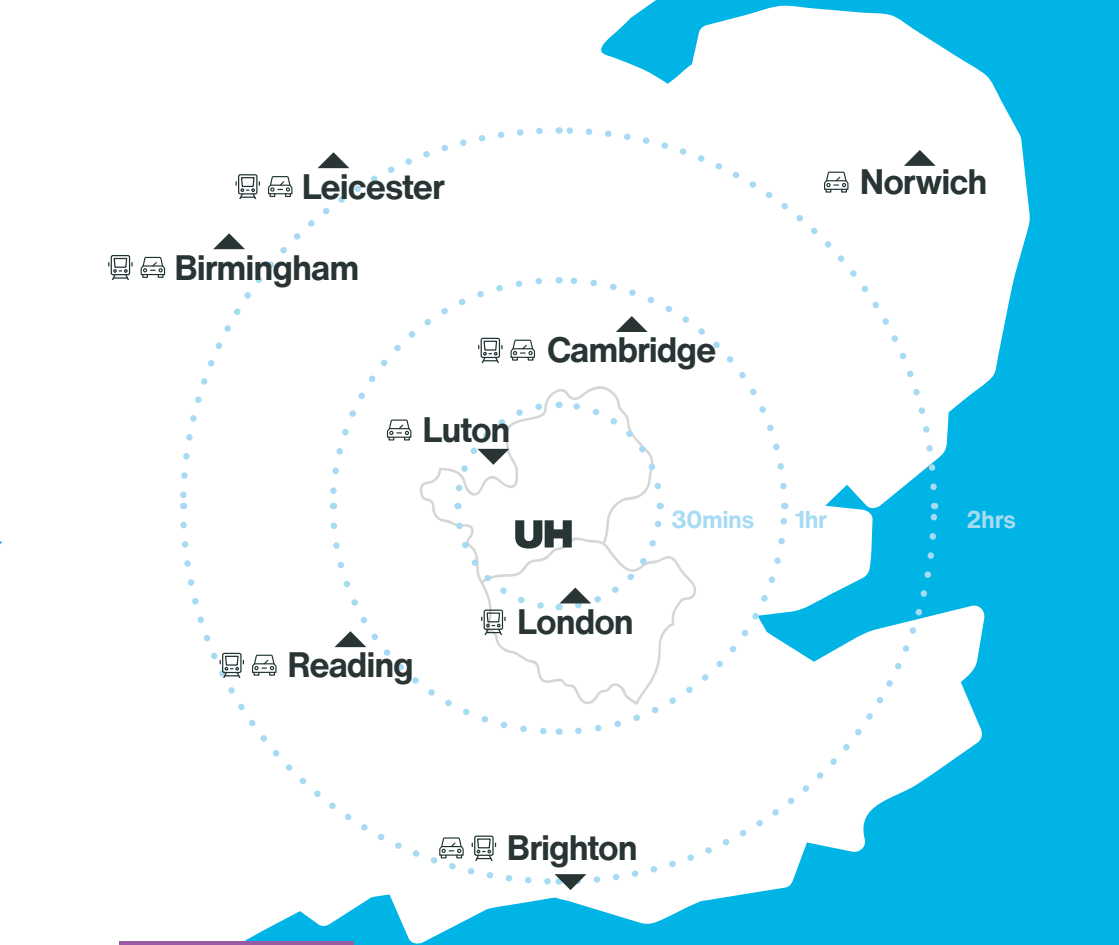 Leicester
Norwich
Birmingham
Cambridge
Luton
UH
30mins
1hr
2hrs
London
Reading
Brighton